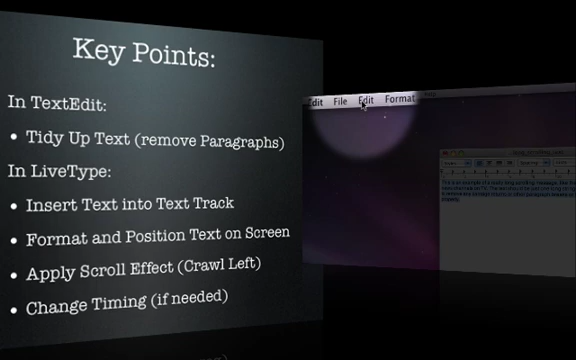 Key Points:
In TextEdit:
• Tidy Up Text (remove Paragraphs)
In LiveType:
• Insert Text into Text Track
• Format and Position Text on Screen
• Apply Scroll Effect (Crawl Left)
• Change Timing (if needed)
Edit File Edit Format